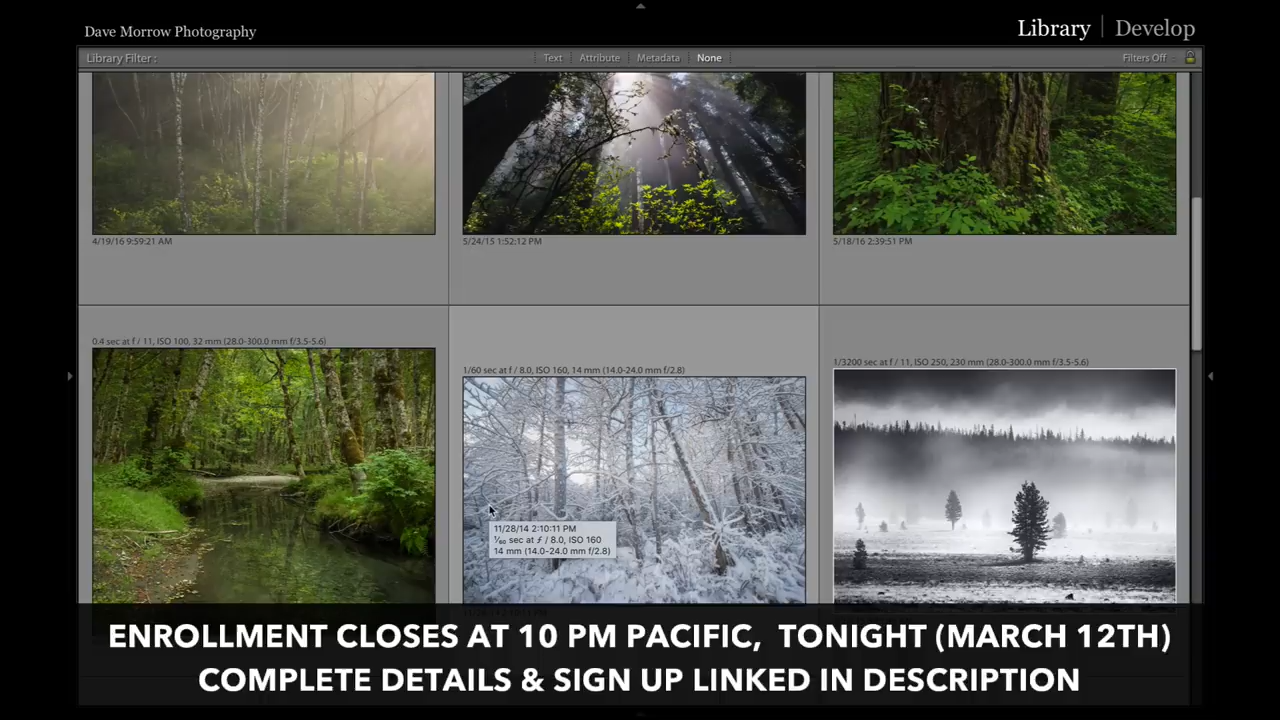 Dave Morrow Photography
Library | Develop
Library Filter :
Text Attribute Metadata None
Filters Off
4/19/16 9:59:21 AM
5/24/15 1:52:12 PM
5/18/16 2:39:51 PM
0.4 sec at f / 11, ISO 100, 32 mm (28.0-300.0 mm f/3.5-5.6)
1/60 sec at f / 8.0, ISO 160, 14 mm (14.0-24.0 mm f/2.8)
1/3200 sec at f / 11, ISO 250, 230 mm (28.0-300.0 mm f/3.5-5.6)
11/28/14 2:10:11 PM
1/60 sec at ƒ / 8.0, ISO 160
14 mm (14.0-24.0 mm f/2.8)
ENROLLMENT CLOSES AT 10 PM PACIFIC, TONIGHT (MARCH 12TH)
COMPLETE DETAILS & SIGN UP LINKED IN DESCRIPTION